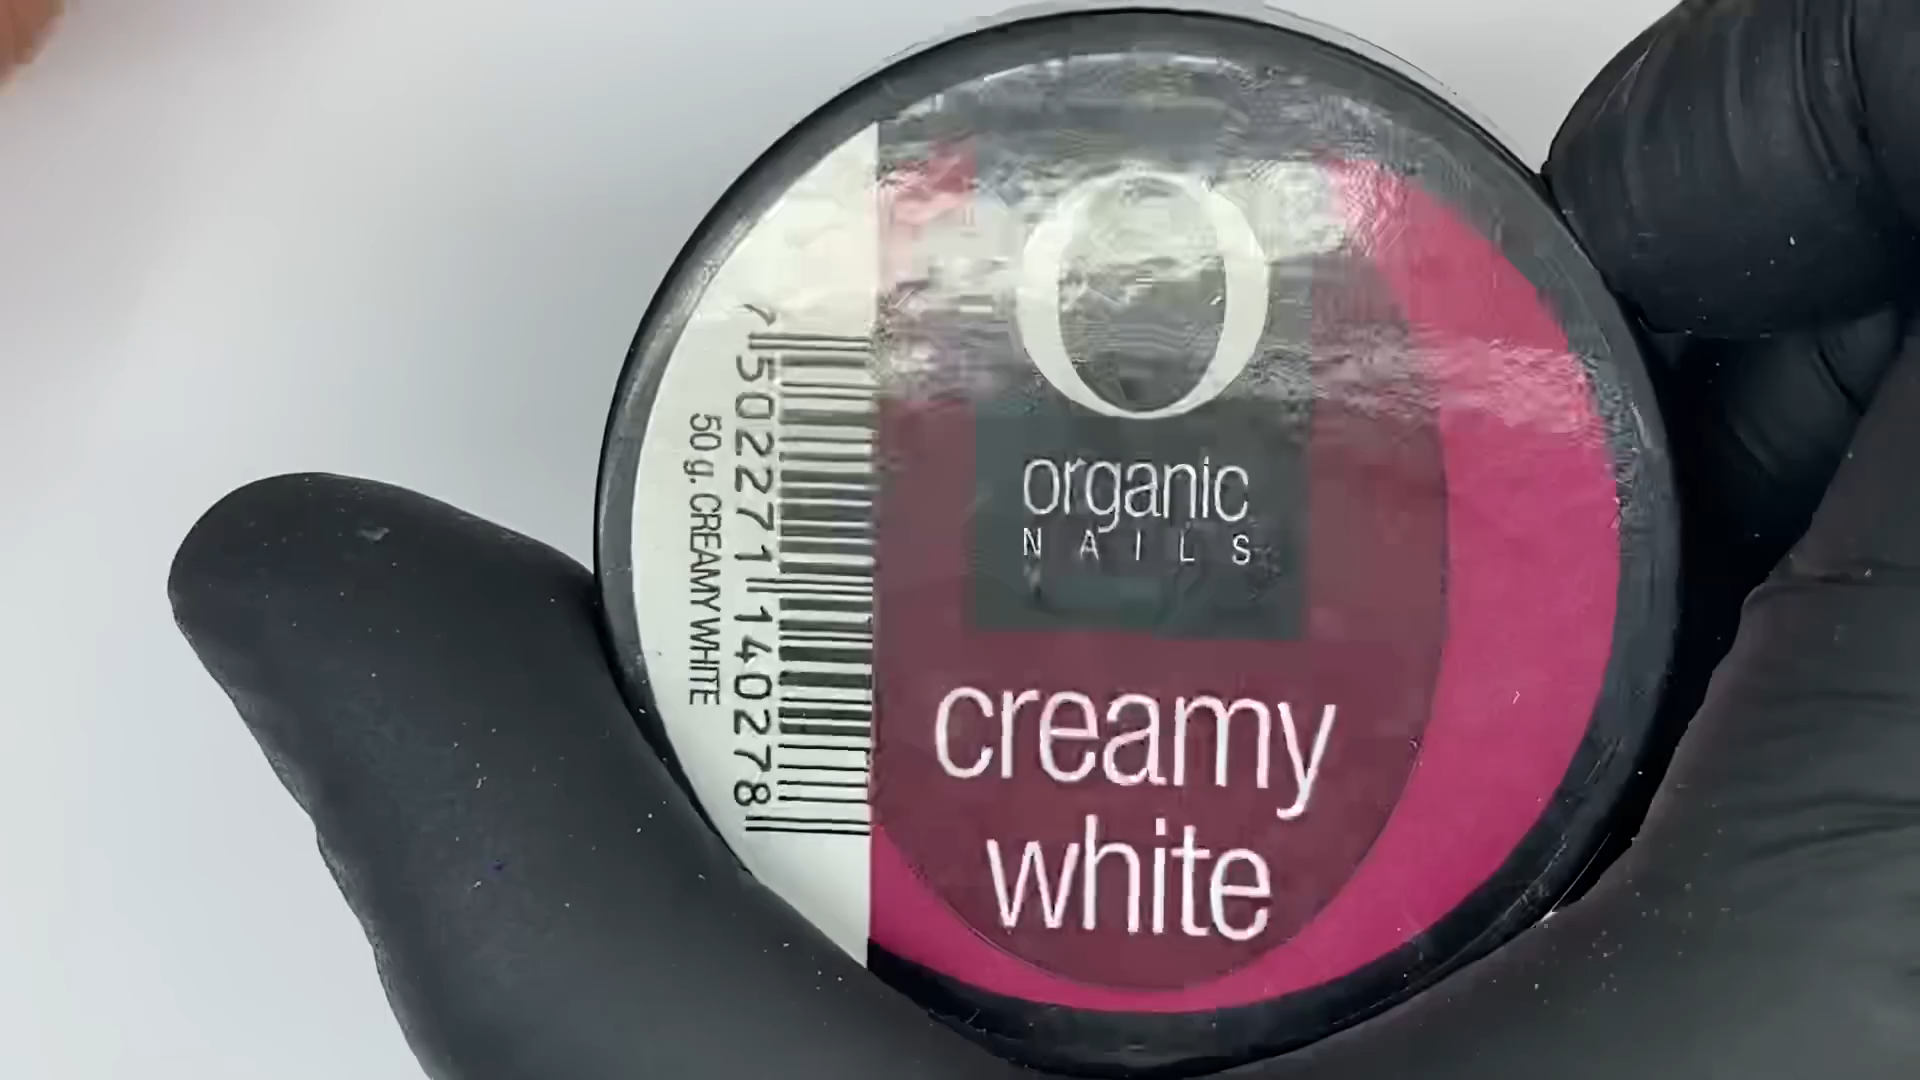 organic
NAILS
creamy
white
7502271140278
50 g. CREAMY WHITE